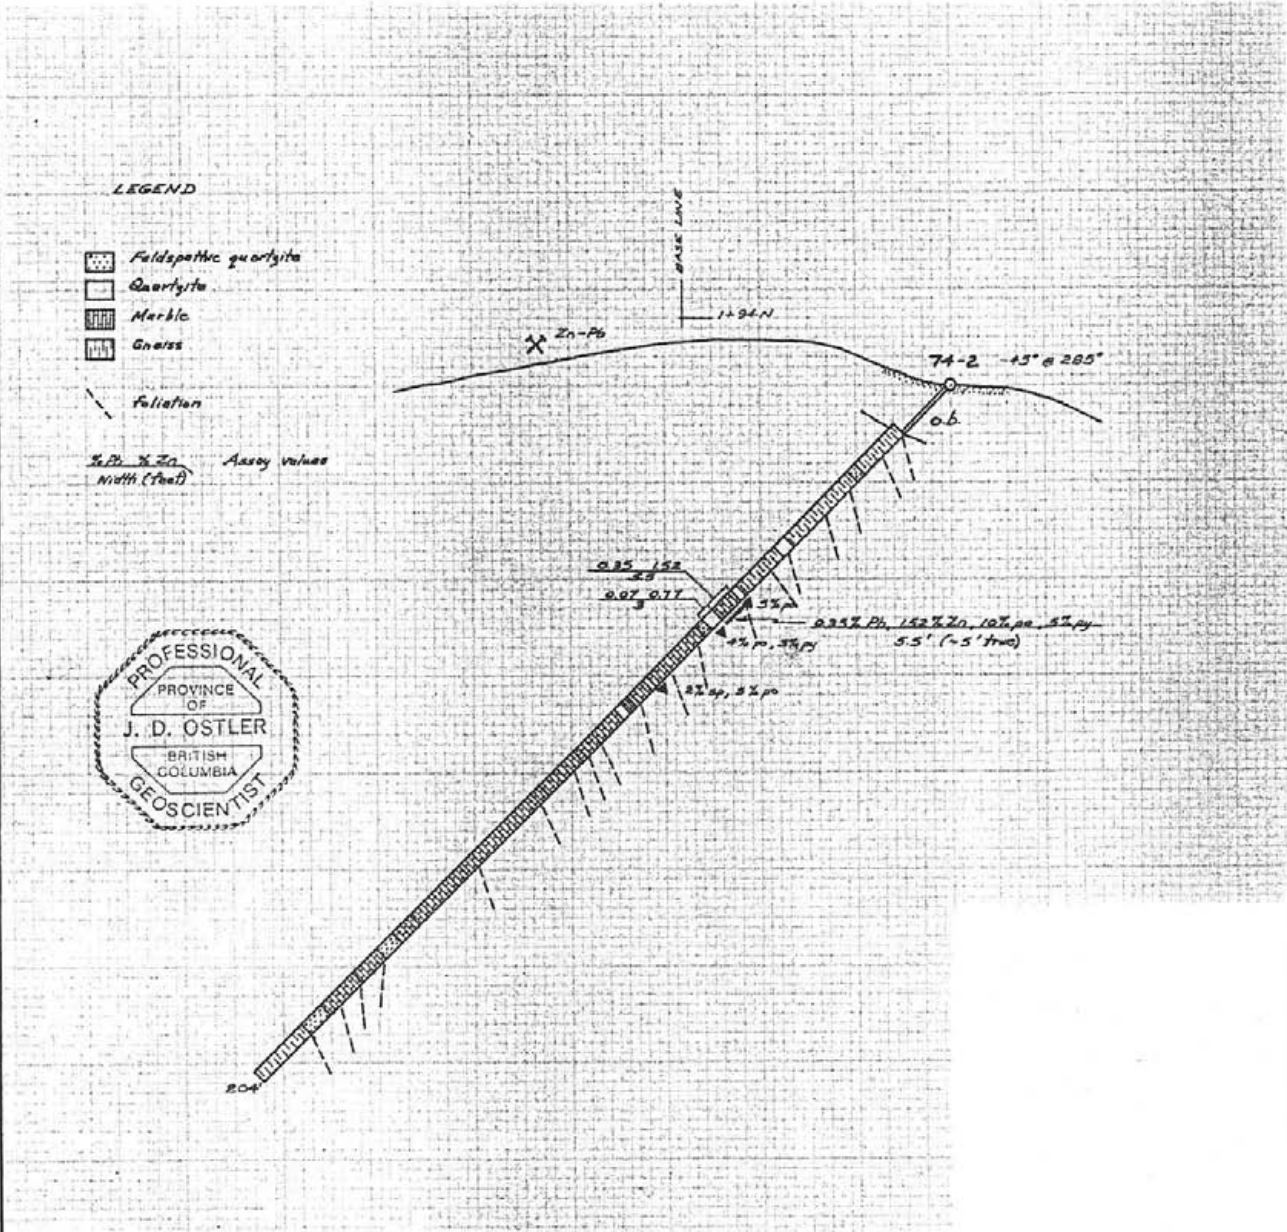 LEGEND
Feldspathic quartzite
Quartzite
Marble
Gneiss
foliation
% Pb % Zn
Width (feet)
Assay values
BASE LINE
1+94N
Zn-Pb
74-2 -45° @ 285°
o.b.
0.35 1.52
5.5
0.07 0.77
3
5% po
0.35% Pb, 1.52% Zn, 10% po, 5% py
5.5' (~5' true)
4% po, 3% py
2% sp, 5% po
204'
PROFESSIONAL
PROVINCE
OF
J. D. OSTLER
BRITISH
COLUMBIA
GEOSCIENTIST